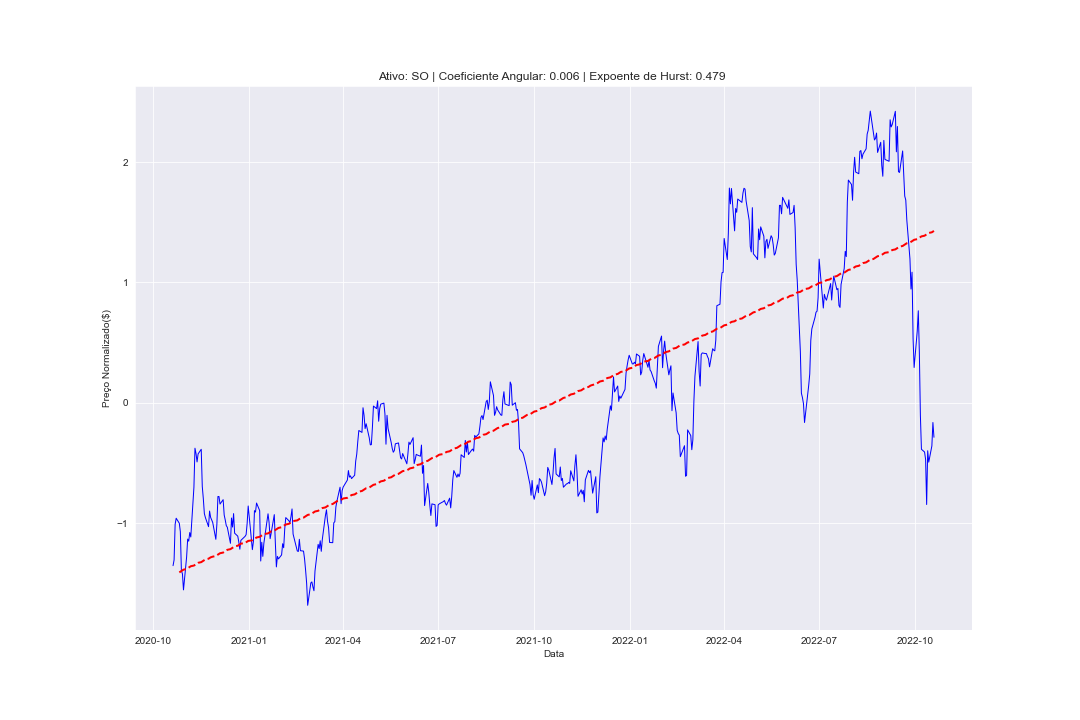 Ativo: SO | Coeficiente Angular: 0.006 | Expoente de Hurst: 0.479
Preço Normalizado($)
2
1
0
−1
2020-10 2021-01 2021-04 2021-07 2021-10 2022-01 2022-04 2022-07 2022-10
Data